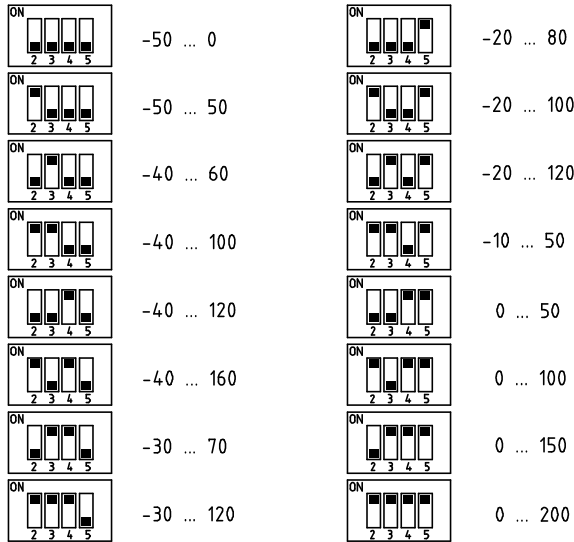 ON
2 3 4 5
-50 ... 0
ON
2 3 4 5
-50 ... 50
ON
2 3 4 5
-40 ... 60
ON
2 3 4 5
-40 ... 100
ON
2 3 4 5
-40 ... 120
ON
2 3 4 5
-40 ... 160
ON
2 3 4 5
-30 ... 70
ON
2 3 4 5
-30 ... 120
ON
2 3 4 5
-20 ... 80
ON
2 3 4 5
-20 ... 100
ON
2 3 4 5
-20 ... 120
ON
2 3 4 5
-10 ... 50
ON
2 3 4 5
0 ... 50
ON
2 3 4 5
0 ... 100
ON
2 3 4 5
0 ... 150
ON
2 3 4 5
0 ... 200